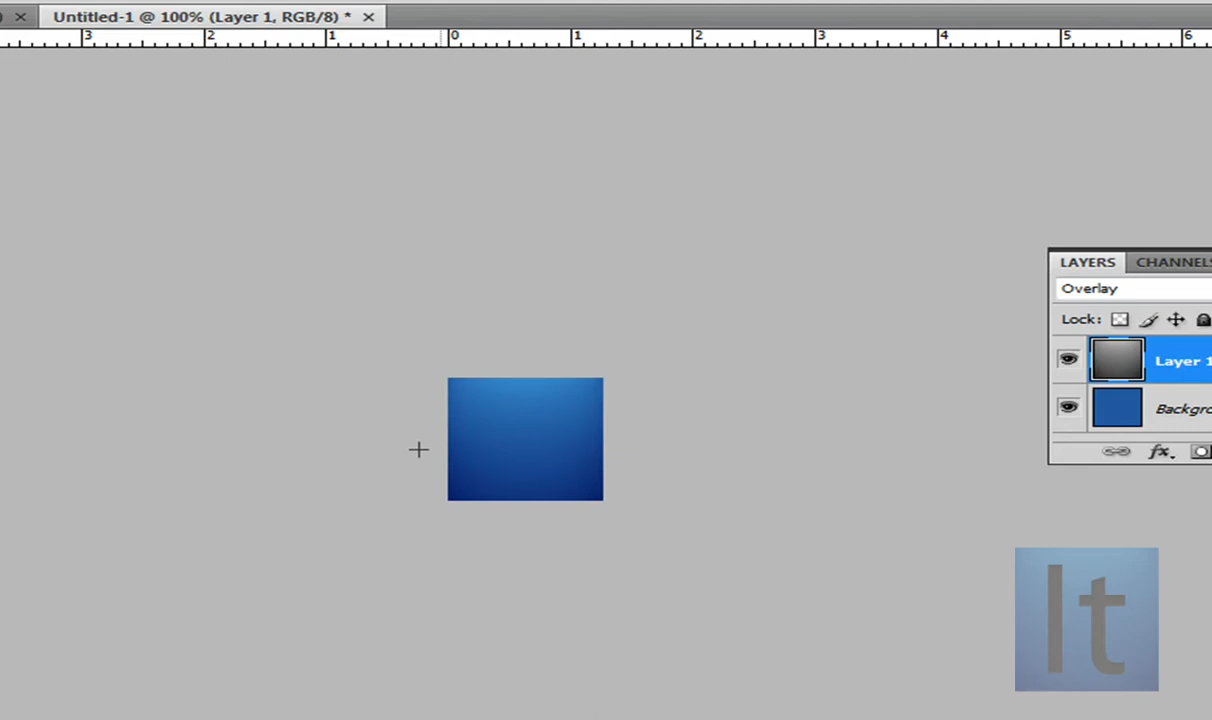 )
Untitled-1 @ 100% (Layer 1, RGB/8) *
3 2 1 0 1 2 3 4 5 6
LAYERS CHANNELS
Overlay
Lock:
Layer 1
Backgro
fx.
lt